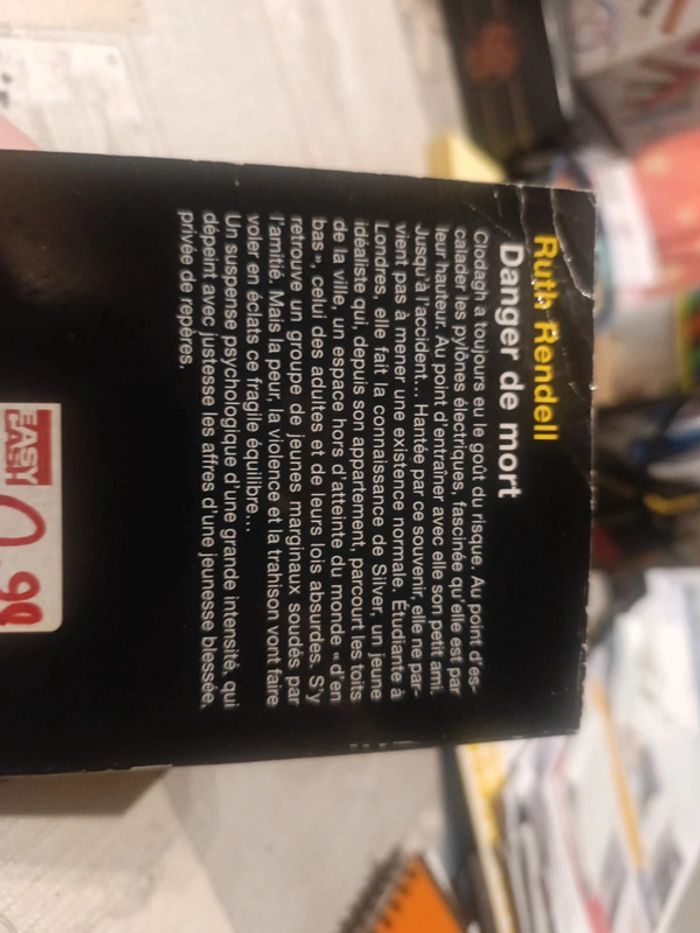 Ruth Rendell
Danger de mort
Clodagh a toujours eu le goût du risque. Au point d'es-
calader les pylônes électriques, fascinée qu'elle est par
leur hauteur. Au point d'entraîner avec elle son petit ami.
Jusqu'à l'accident... Hantée par ce souvenir, elle ne par-
vient pas à mener une existence normale. Étudiante à
Londres, elle fait la connaissance de Silver, un jeune
idéaliste qui, depuis son appartement, parcourt les toits
de la ville, un espace hors d'atteinte du monde « d'en
bas », celui des adultes et de leurs lois absurdes. S'y
retrouve un groupe de jeunes marginaux soudés par
l'amitié. Mais la peur, la violence et la trahison vont faire
voler en éclats ce fragile équilibre...
Un suspense psychologique d'une grande intensité, qui
dépeint avec justesse les affres d'une jeunesse blessée,
privée de repères.
EASY
CASH
0.98